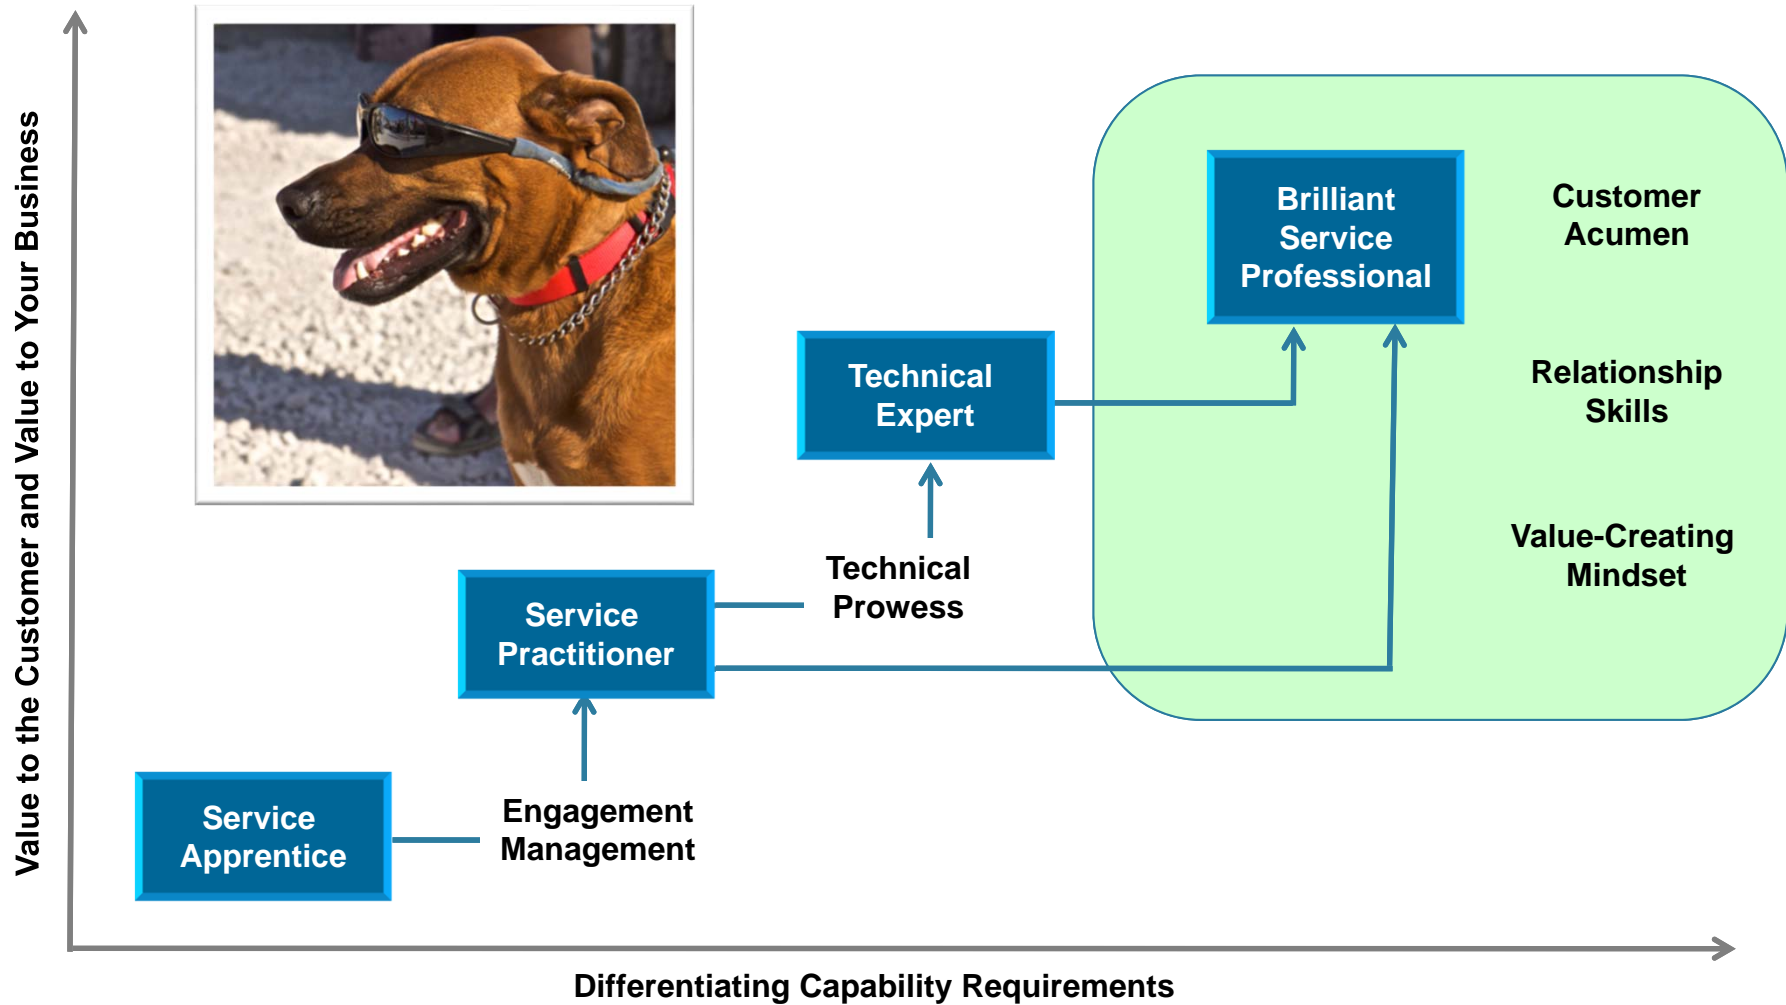 Value to the Customer and Value to Your Business
Brilliant
Service
Professional
Customer
Acumen
Technical
Expert
Relationship
Skills
Technical
Prowess
Value-Creating
Mindset
Service
Practitioner
Engagement
Management
Service
Apprentice
Differentiating Capability Requirements